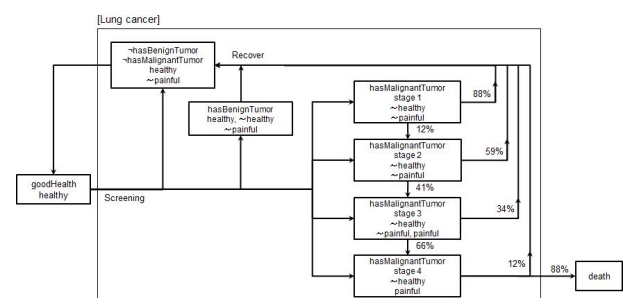 [Lung cancer]
¬hasBenignTumor
¬hasMalignantTumor
healthy
~painful
Recover
hasBenignTumor
healthy, ~healthy
~painful
hasMalignantTumor
stage 1
~healthy
~painful
88%
12%
hasMalignantTumor
stage 2
~healthy
~painful
59%
41%
goodHealth
healthy
Screening
hasMalignantTumor
stage 3
~healthy
~painful, painful
34%
66%
hasMalignantTumor
stage 4
~healthy
painful
12%
88%
death